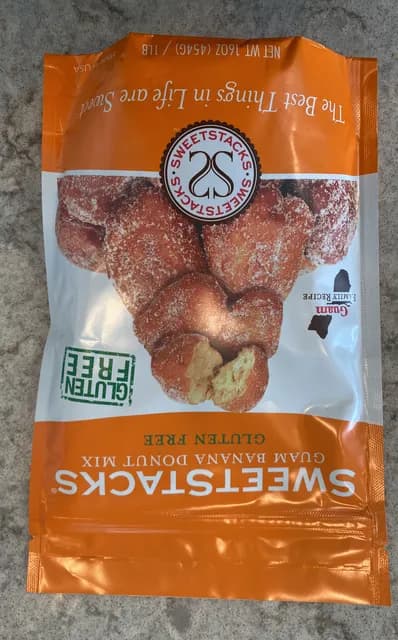 SWEETSTACKS®
GUAM BANANA DONUT MIX
GLUTEN FREE
GLUTEN
FREE
Guam
FAMILY RECIPE
SWEETSTACKS • SWEETSTACKS •
The Best Things in Life are Sweet
NET WT 16OZ (454G) / 1LB
USA